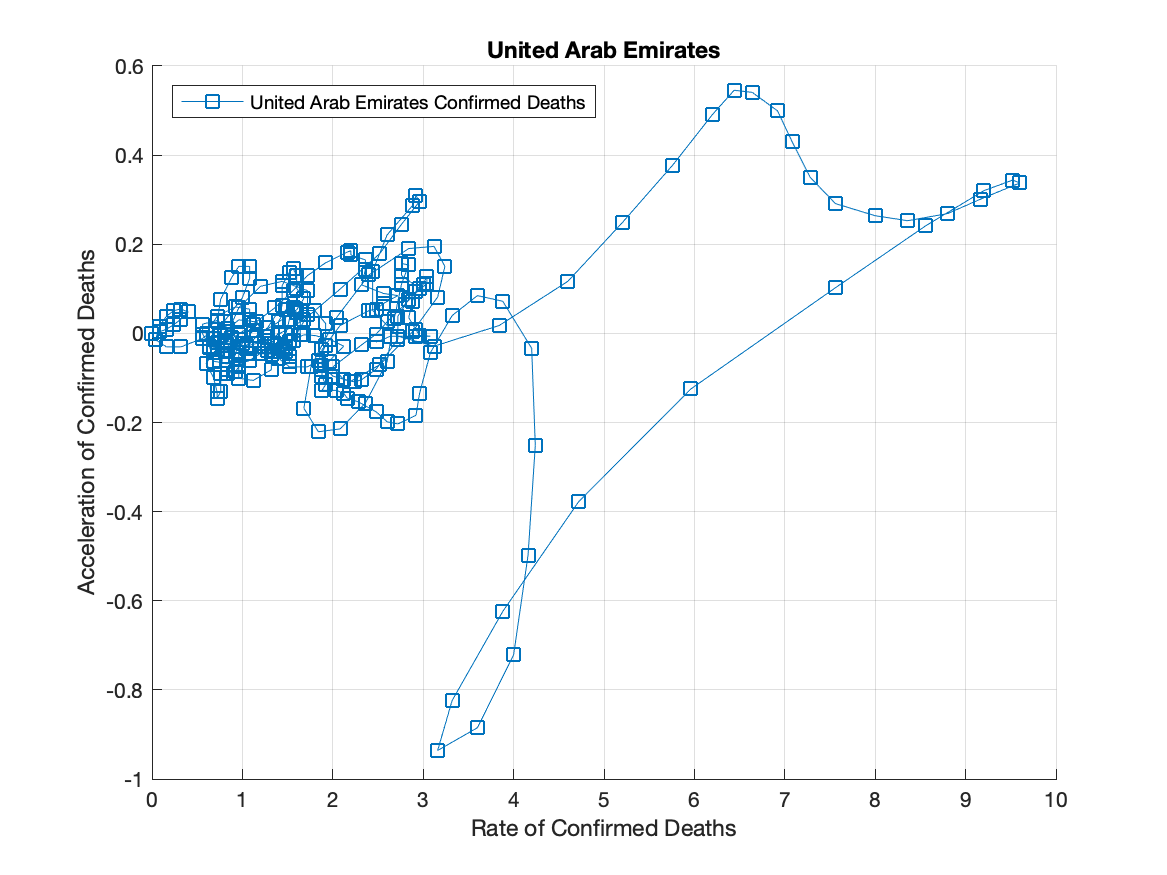 United Arab Emirates
0.6
United Arab Emirates Confirmed Deaths
0.4
0.2
0
-0.2
-0.4
-0.6
-0.8
-1
Acceleration of Confirmed Deaths
0 1 2 3 4 5 6 7 8 9 10
Rate of Confirmed Deaths